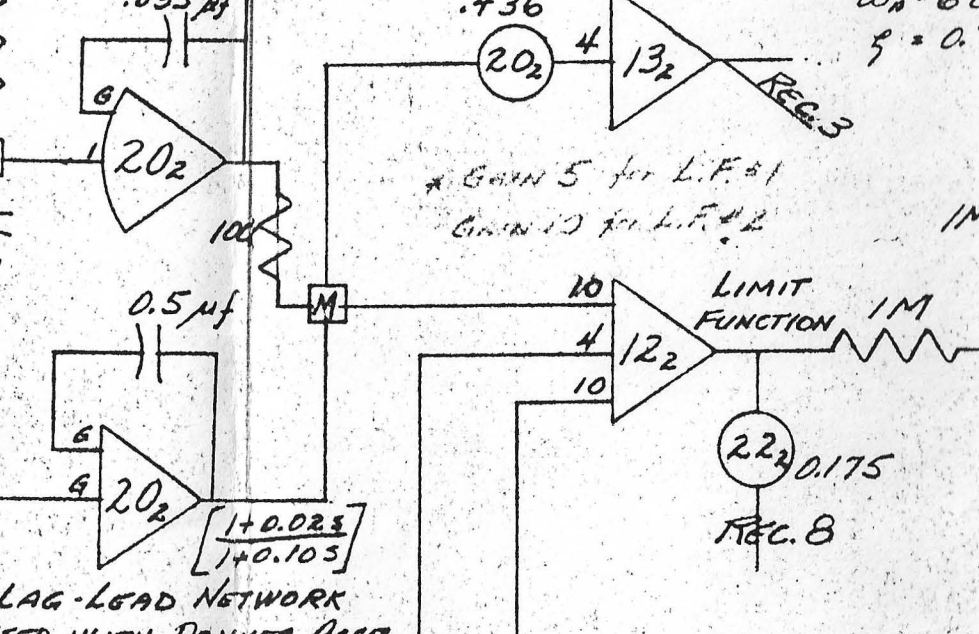 .436
ζ = 0.
G
1
20₂
20₂
4
13₂
REC. 3
* GAIN 5 for L.F. #1
GAIN 10 for L.F. #2
100
1M
0.5 μf
M
10
4
10
12₂
LIMIT
FUNCTION
1M
G
G
20₂
22₂
0.175
[1+0.02S
1+0.10S]
REC. 8
LAG-LEAD NETWORK